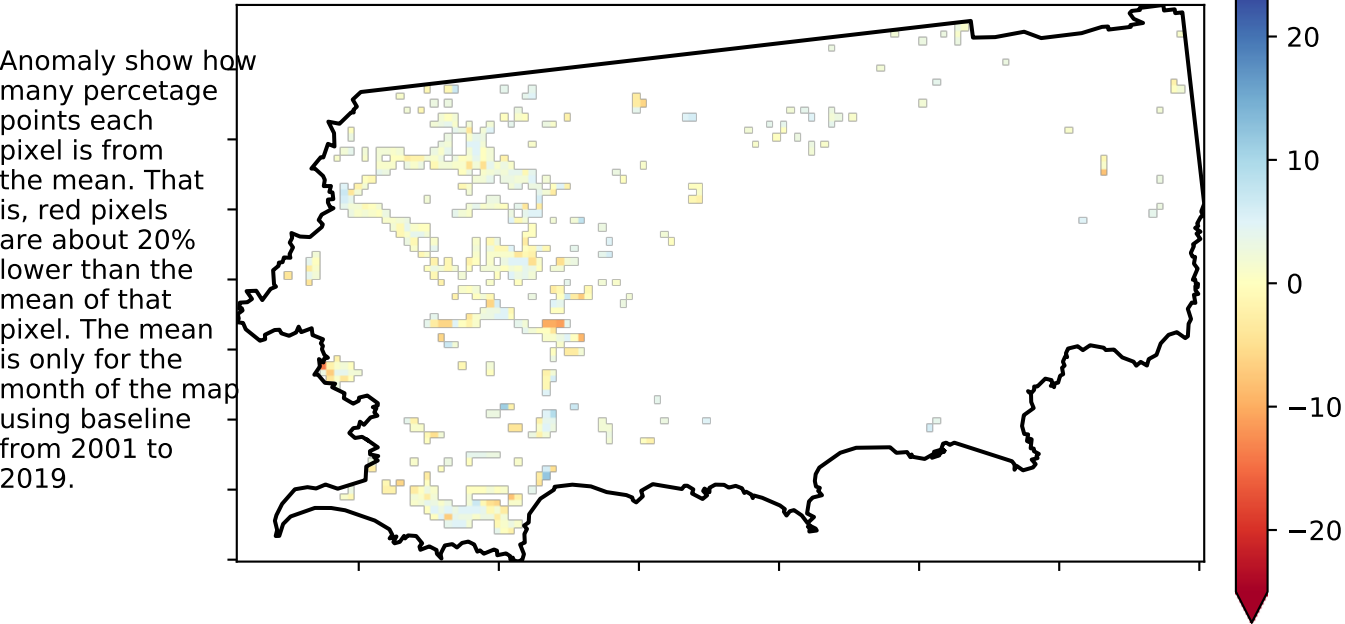 Anomaly show how
many percetage
points each
pixel is from
the mean. That
is, red pixels
are about 20%
lower than the
mean of that
pixel. The mean
is only for the
month of the map
using baseline
from 2001 to
2019.
20
10
0
−10
−20